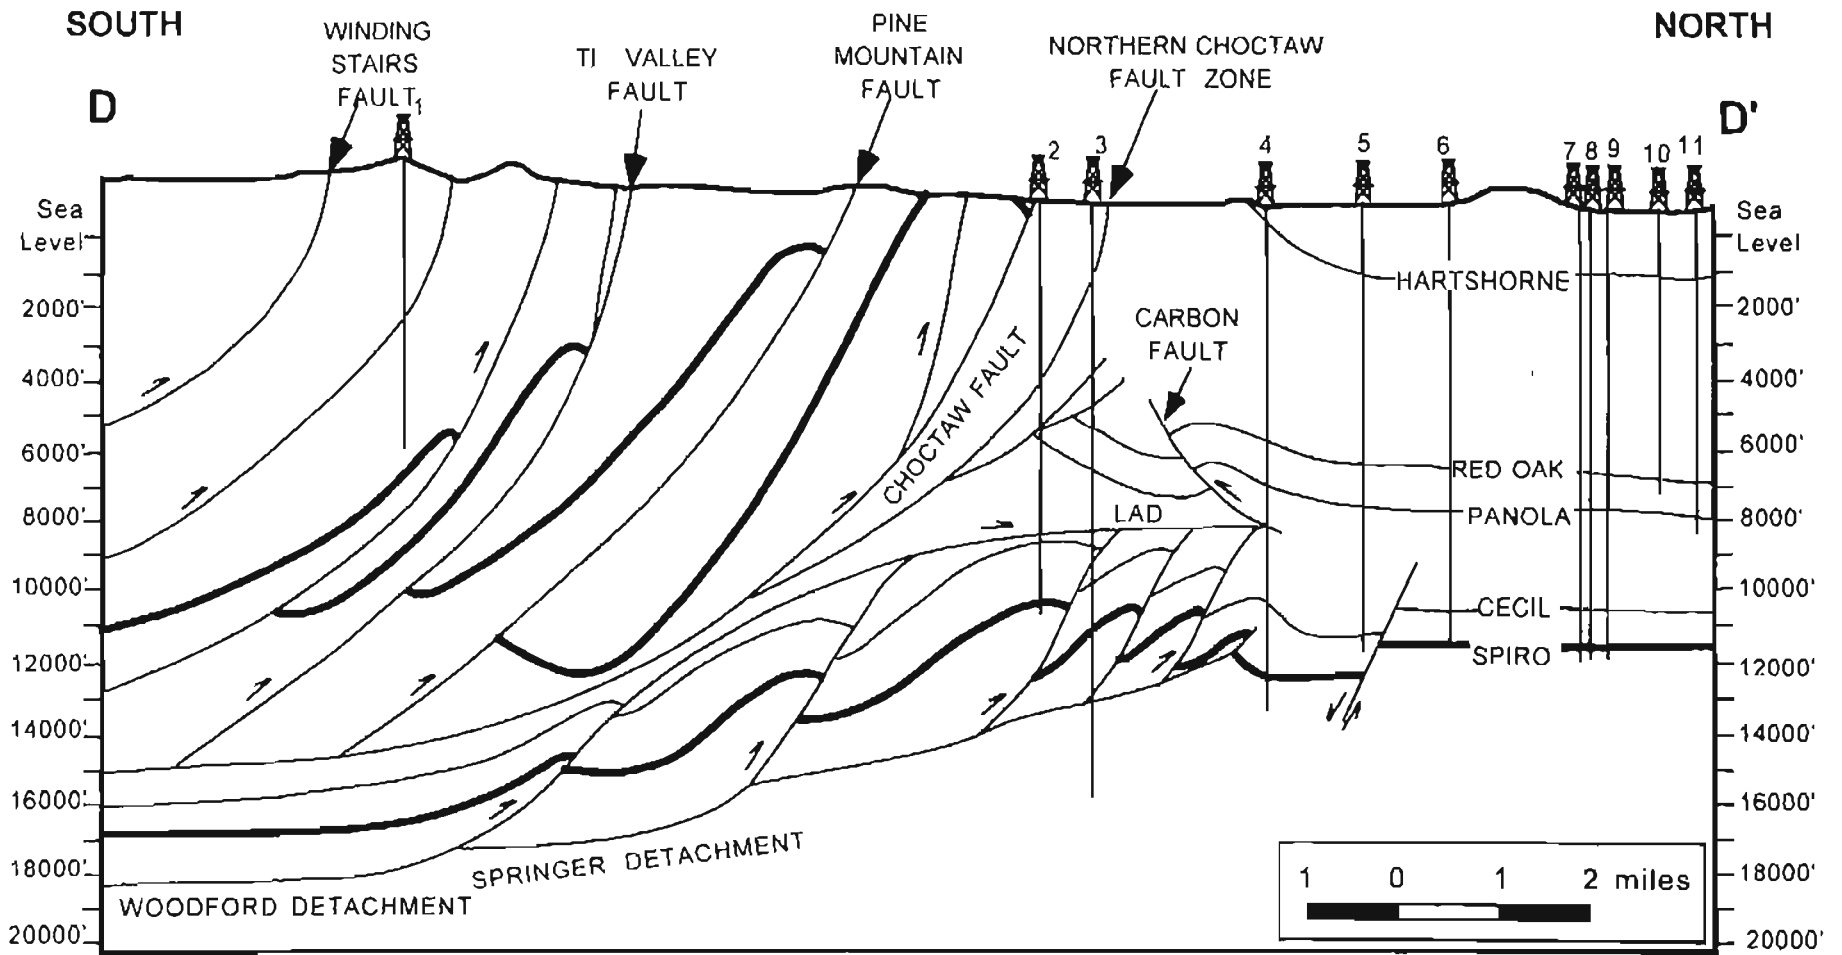 SOUTH
NORTH
WINDING
STAIRS
FAULT
TI VALLEY
FAULT
PINE
MOUNTAIN
FAULT
NORTHERN CHOCTAW
FAULT ZONE
D
D'
1
2
3
4
5
6
7
8
9
10
11
Sea
Level
2000'
4000'
6000'
8000'
10000'
12000'
14000'
16000'
18000'
20000'
Sea
Level
2000'
4000'
6000'
8000'
10000'
12000'
14000'
16000'
18000'
20000'
HARTSHORNE
CARBON
FAULT
CHOCTAW FAULT
RED OAK
LAD
PANOLA
CECIL
SPIRO
SPRINGER DETACHMENT
WOODFORD DETACHMENT
1 0 1 2 miles